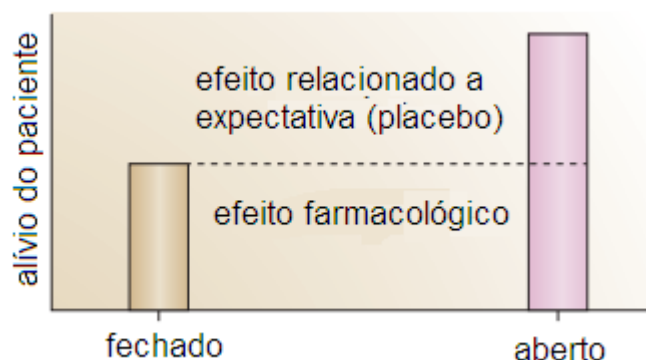 alívio do paciente
efeito relacionado a
expectativa (placebo)
efeito farmacológico
fechado
aberto